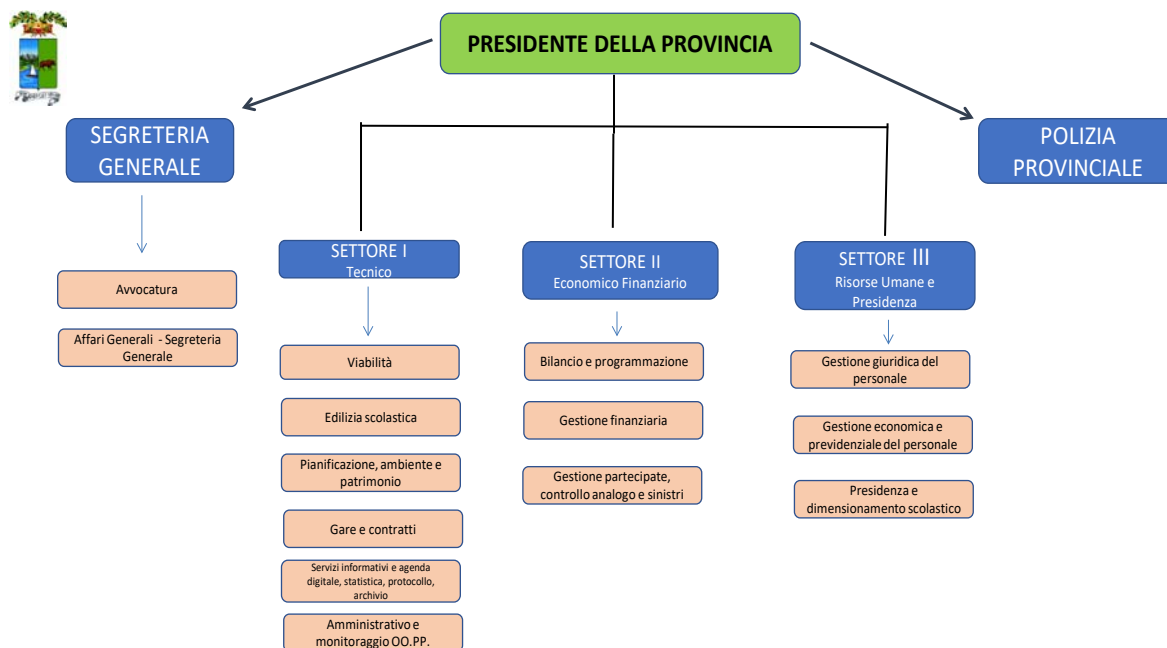 PRESIDENTE DELLA PROVINCIA
SEGRETERIA
GENERALE
POLIZIA
PROVINCIALE
Avvocatura
Affari Generali - Segreteria
Generale
SETTORE I
Tecnico
Viabilità
Edilizia scolastica
Pianificazione, ambiente e
patrimonio
Gare e contratti
Servizi informativi e agenda
digitale, statistica, protocollo,
archivio
Amministrativo e
monitoraggio OO.PP.
SETTORE II
Economico Finanziario
Bilancio e programmazione
Gestione finanziaria
Gestione partecipate,
controllo analogo e sinistri
SETTORE III
Risorse Umane e
Presidenza
Gestione giuridica del
personale
Gestione economica e
previdenziale del personale
Presidenza e
dimensionamento scolastico